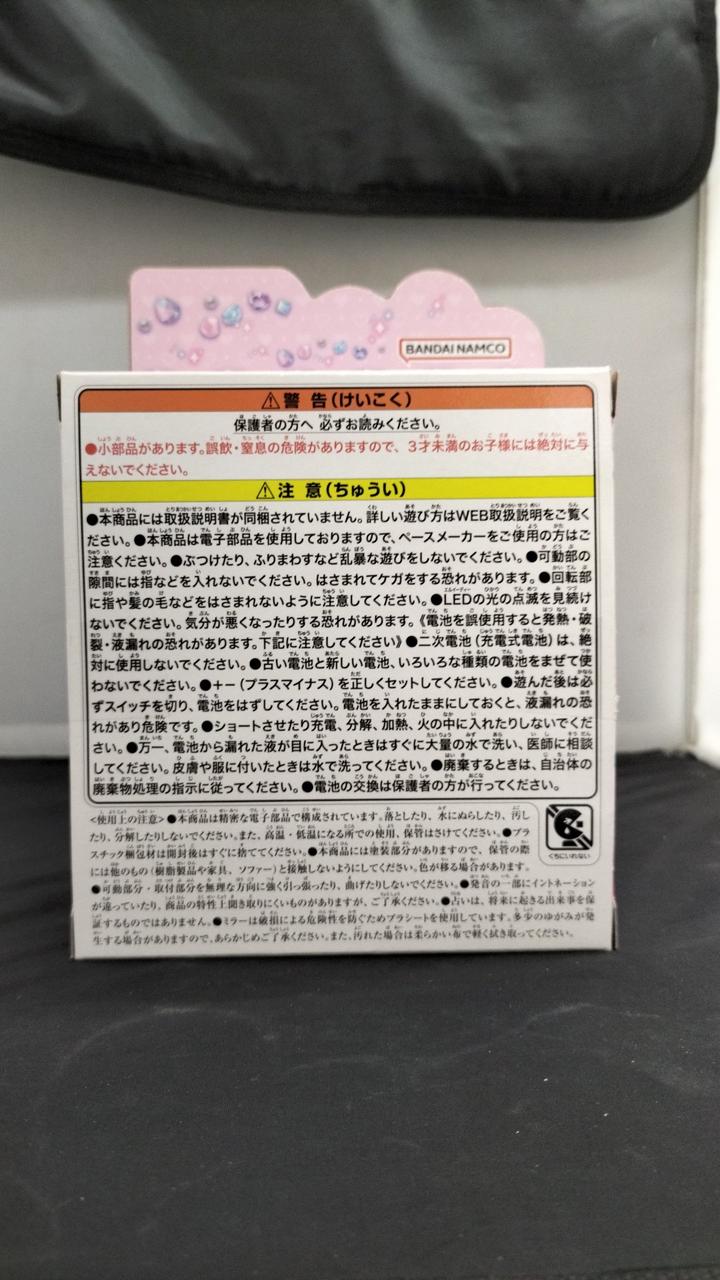 BANDAI NAMCO
⚠警 告(けいこく)
保護者の方へ 必ずお読みください。
●小部品があります。誤飲・窒息の危険がありますので、3才未満のお子様には絶対に与
えないでください。
⚠注 意(ちゅうい)
●本商品には取扱説明書が同梱されていません。詳しい遊び方はWEB取扱説明をご覧く
ださい。●本商品は電子部品を使用しておりますので、ペースメーカーをご使用の方はご
注意ください。●ぶつけたり、ふりまわすなど乱暴な遊びをしないでください。●可動部の
隙間には指などを入れないでください。はさまれてケガをする恐れがあります。●回転部
に指や髪の毛などをはさまれないように注意してください。●LEDの光の点滅を見続け
ないでください。気分が悪くなったりする恐れがあります。《電池を誤使用すると発熱・破
裂・液漏れの恐れがあります。下記に注意してください》●二次電池(充電式電池)は、絶
対に使用しないでください。●古い電池と新しい電池、いろいろな種類の電池をまぜて使
わないでください。●+-(プラスマイナス)を正しくセットしてください。●遊んだ後は必
ずスイッチを切り、電池をはずしてください。電池を入れたままにしておくと、液漏れの恐
れがあり危険です。●ショートさせたり充電、分解、加熱、火の中に入れたりしないでくだ
さい。●万一、電池から漏れた液が目に入ったときはすぐに大量の水で洗い、医師に相談
してください。皮膚や服に付いたときは水で洗ってください。●廃棄するときは、自治体の
廃棄物処理の指示に従ってください。●電池の交換は保護者の方が行ってください。
<使用上の注意>●本商品は精密な電子部品で構成されています。落としたり、水にぬらしたり、汚し
たり、分解したりしないでください。また、高温・低温になる所での使用、保管はさけてください。●プラ
スチック梱包材は開封後はすぐに捨ててください。●本商品には塗装部分がありますので、保管の際
には他のもの(樹脂製品や家具、ソファー)と接触しないようにしてください。色が移る場合があります。
くちにいれない
●可動部分・取付部分を無理な方向に強く引っ張ったり、曲げたりしないでください。●発音の一部にイントネーション
が違っていたり、商品の特性上聞き取りにくいものがありますが、ご了承ください。●占いは、将来に起きる出来事を保
証するものではありません。●ミラーは破損による危険性を防ぐためプラシートを使用しています。多少のゆがみが発
生する場合がありますので、あらかじめご了承ください。また、汚れた場合は柔らかい布で軽く拭き取ってください。